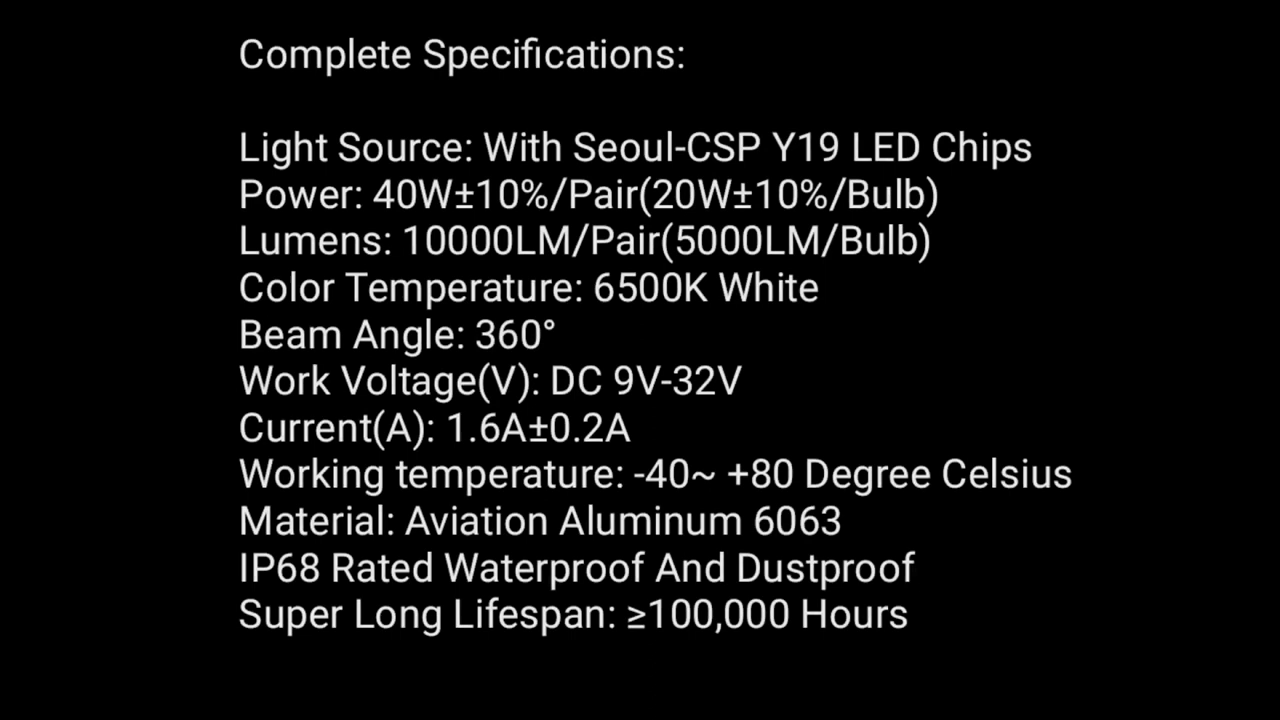 Complete Specifications:
Light Source: With Seoul-CSP Y19 LED Chips
Power: 40W±10%/Pair(20W±10%/Bulb)
Lumens: 10000LM/Pair(5000LM/Bulb)
Color Temperature: 6500K White
Beam Angle: 360°
Work Voltage(V): DC 9V-32V
Current(A): 1.6A±0.2A
Working temperature: -40~ +80 Degree Celsius
Material: Aviation Aluminum 6063
IP68 Rated Waterproof And Dustproof
Super Long Lifespan: ≥100,000 Hours